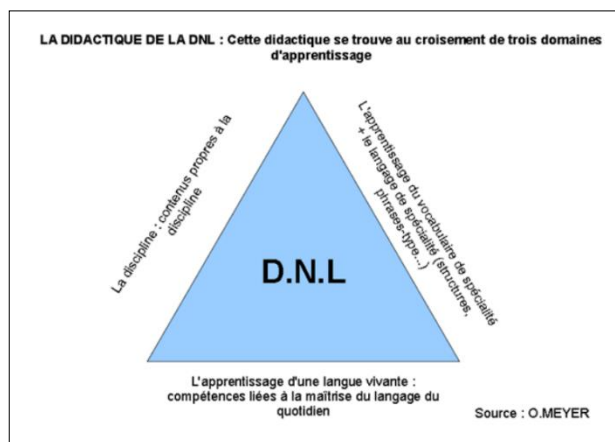 LA DIDACTIQUE DE LA DNL : Cette didactique se trouve au croisement de trois domaines
d'apprentissage
La discipline : contenus propres à la
discipline
L'apprentissage du vocabulaire de spécialité
+ le langage de spécialité (structures,
phrases-type...)
D.N.L
L'apprentissage d'une langue vivante :
compétences liées à la maîtrise du langage du
quotidien
Source : O.MEYER